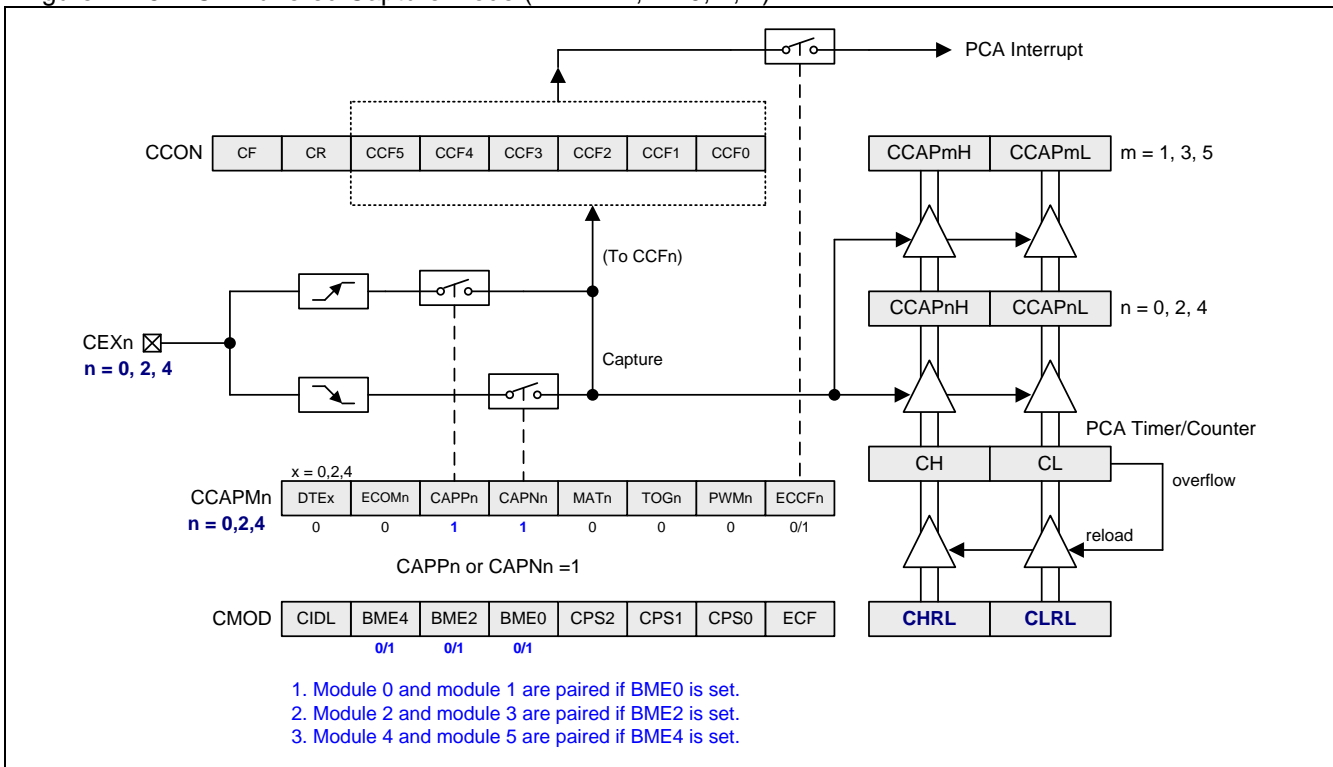 PCA Interrupt
CCON CF CR CCF5 CCF4 CCF3 CCF2 CCF1 CCF0
CCAPmH CCAPmL m = 1, 3, 5
(To CCFn)
CCAPnH CCAPnL n = 0, 2, 4
CEXn
n = 0, 2, 4
Capture
PCA Timer/Counter
CH CL
overflow
x = 0,2,4
CCAPMn DTEx ECOMn CAPPn CAPNn MATn TOGn PWMn ECCFn
n = 0,2,4 0 0 1 1 0 0 0 0/1
reload
CAPPn or CAPNn =1
CMOD CIDL BME4 BME2 BME0 CPS2 CPS1 CPS0 ECF
0/1 0/1 0/1
CHRL CLRL
1. Module 0 and module 1 are paired if BME0 is set.
2. Module 2 and module 3 are paired if BME2 is set.
3. Module 4 and module 5 are paired if BME4 is set.